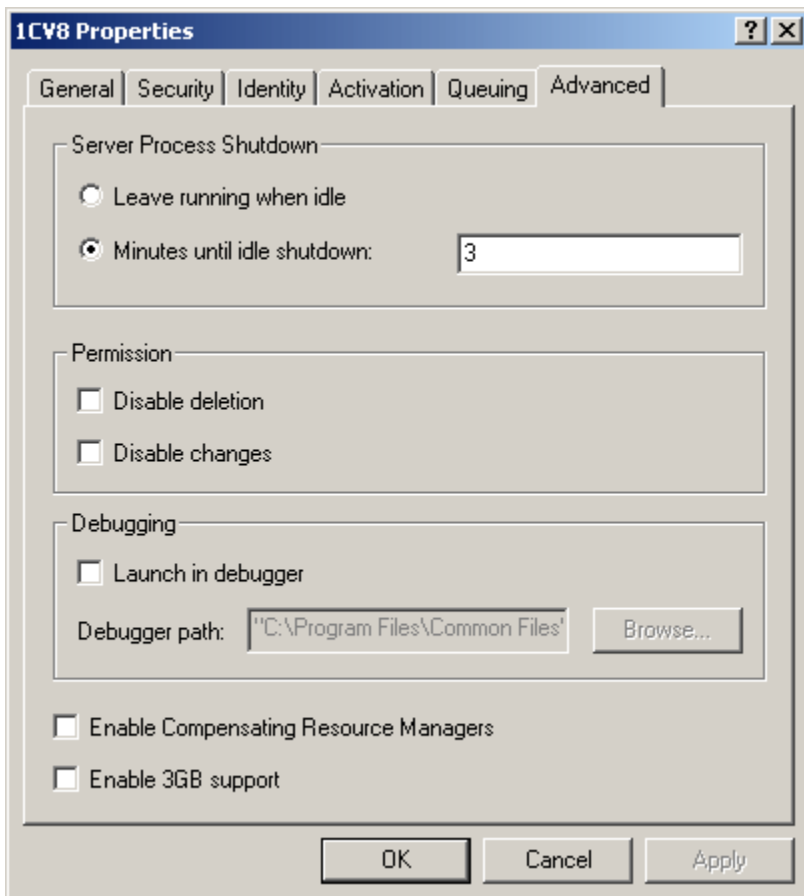 1CV8 Properties
General Security Identity Activation Queuing Advanced
Server Process Shutdown
Leave running when idle
Minutes until idle shutdown: 3
Permission
Disable deletion
Disable changes
Debugging
Launch in debugger
Debugger path: "C:\Program Files\Common Files\ Browse...
Enable Compensating Resource Managers
Enable 3GB support
OK Cancel Apply